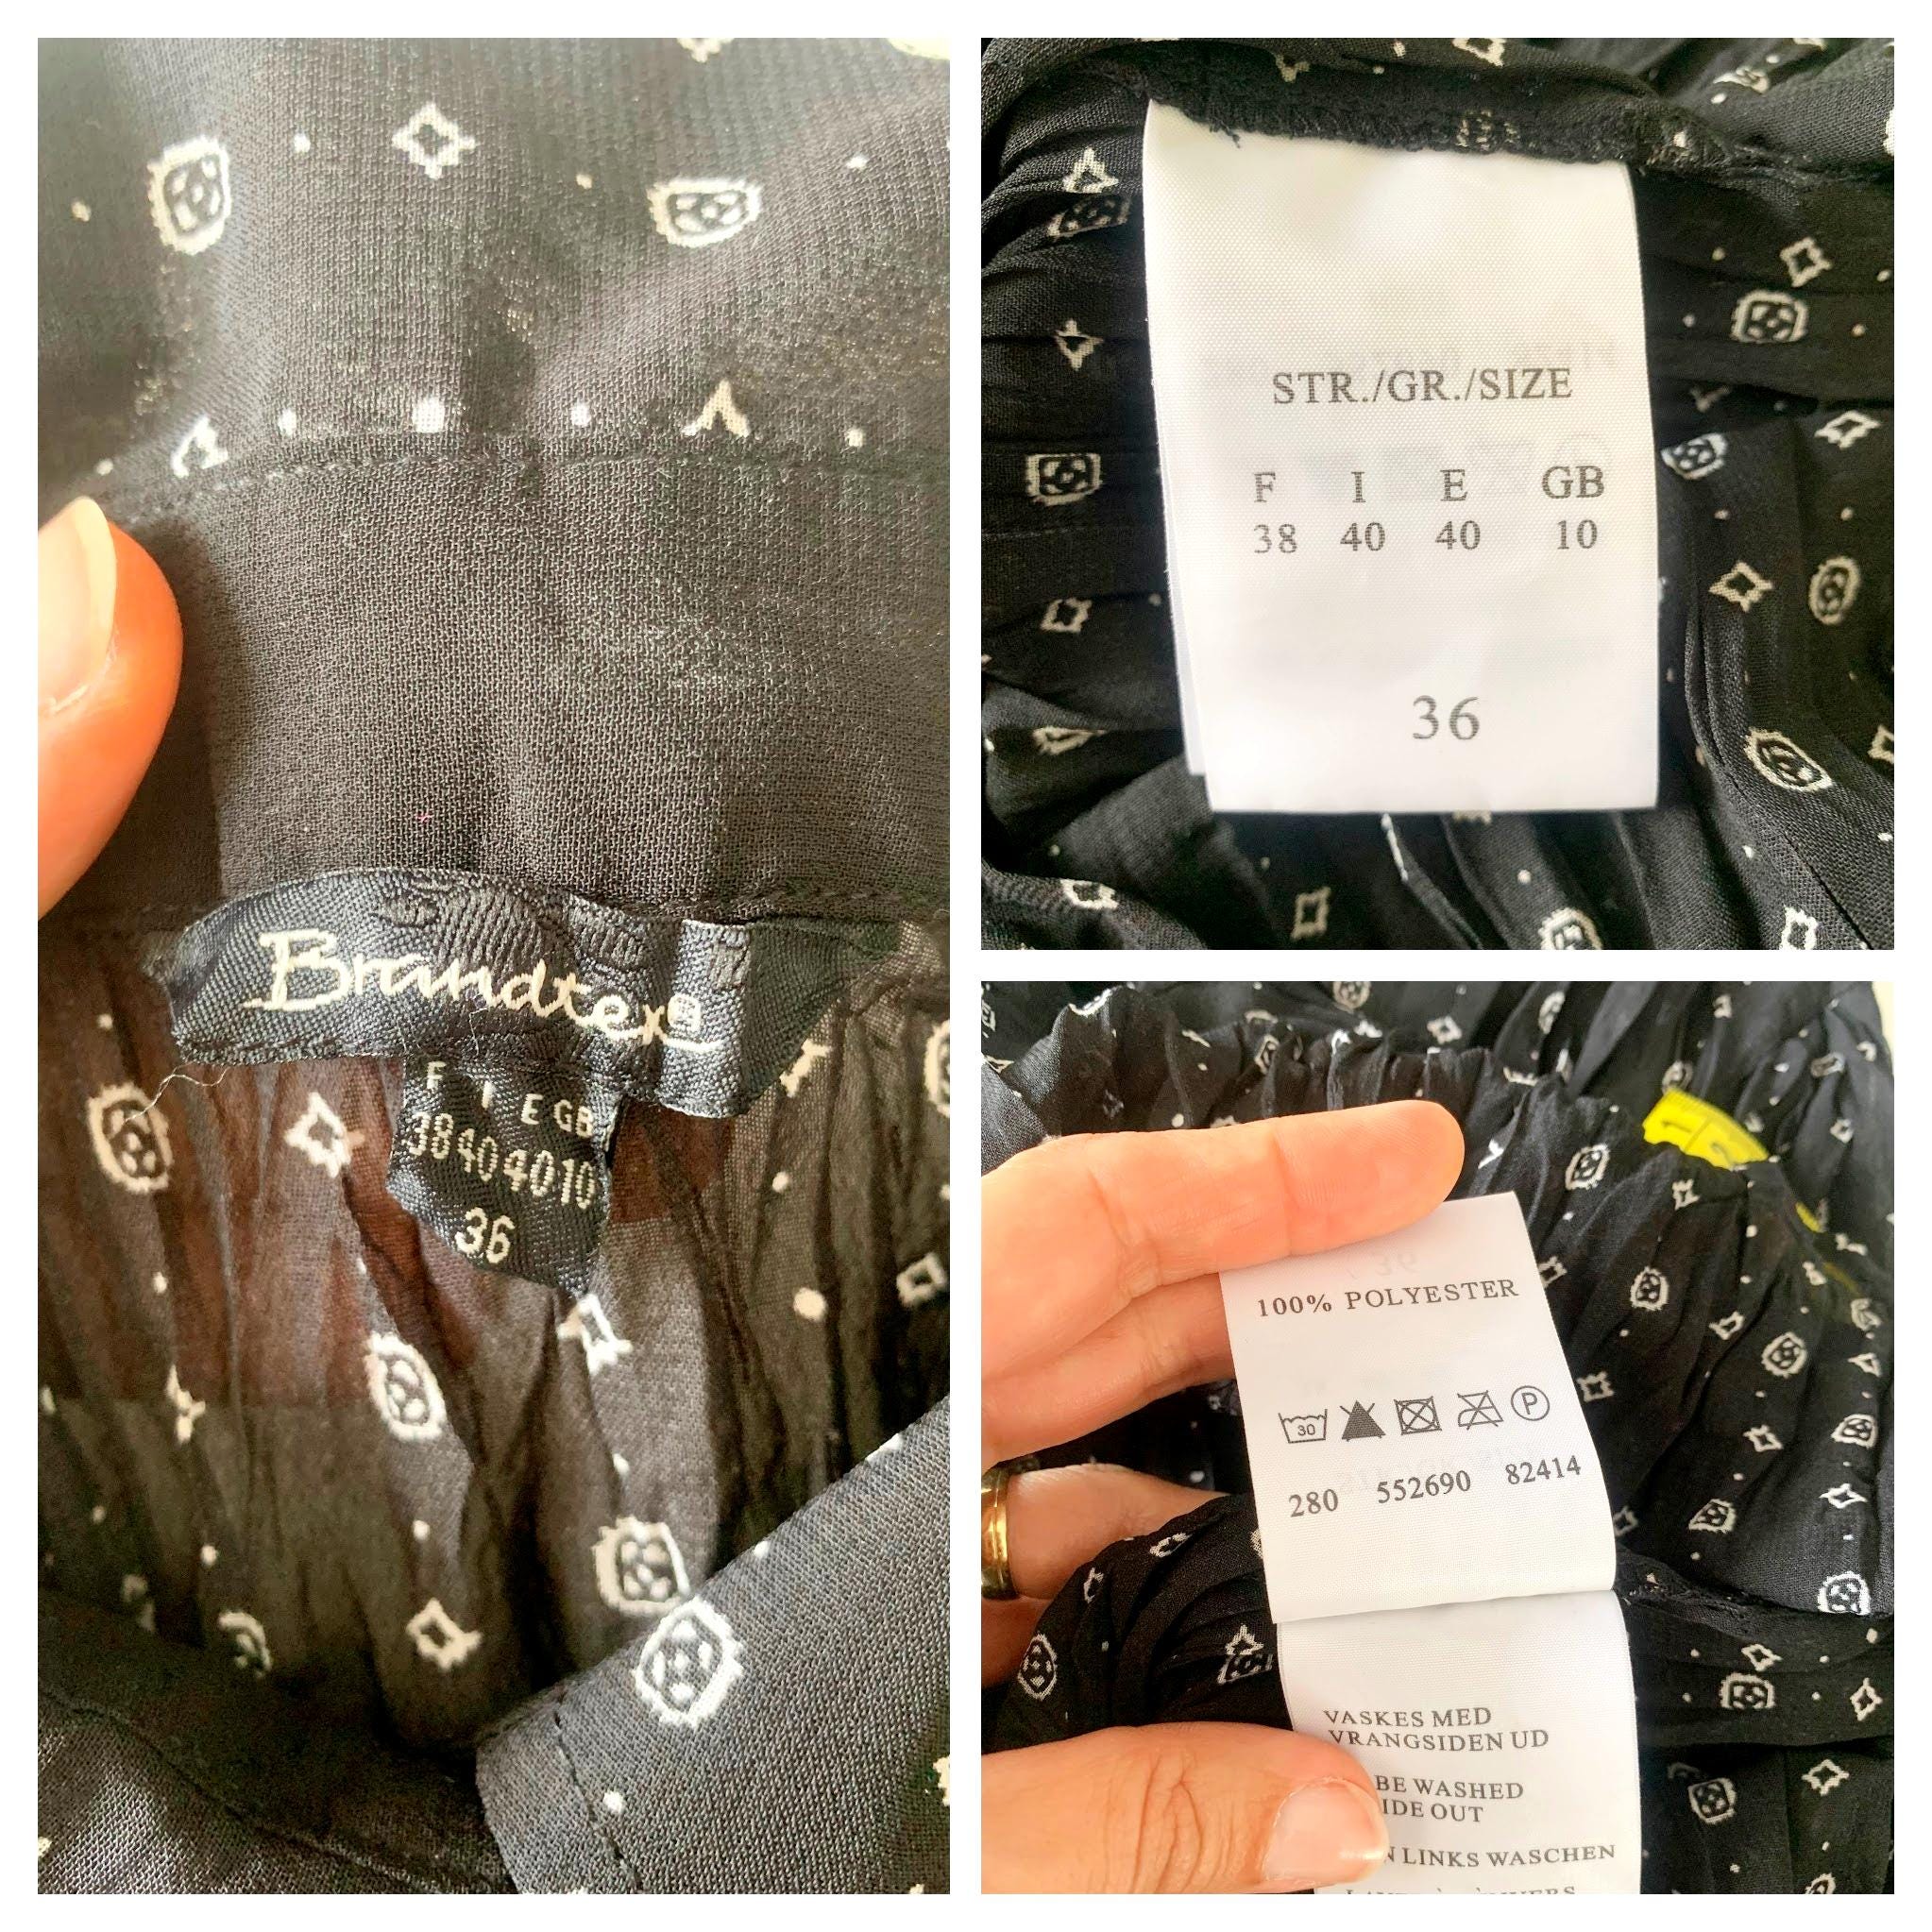 Brandtex
F I E GB
38 40 40 10
36
STR./GR./SIZE
F I E GB
38 40 40 10
36
100% POLYESTER
30 P
280 552690 82414
VASKES MED
VRANGSIDEN UD
BE WASHED
OUT
LINKS WASCHEN